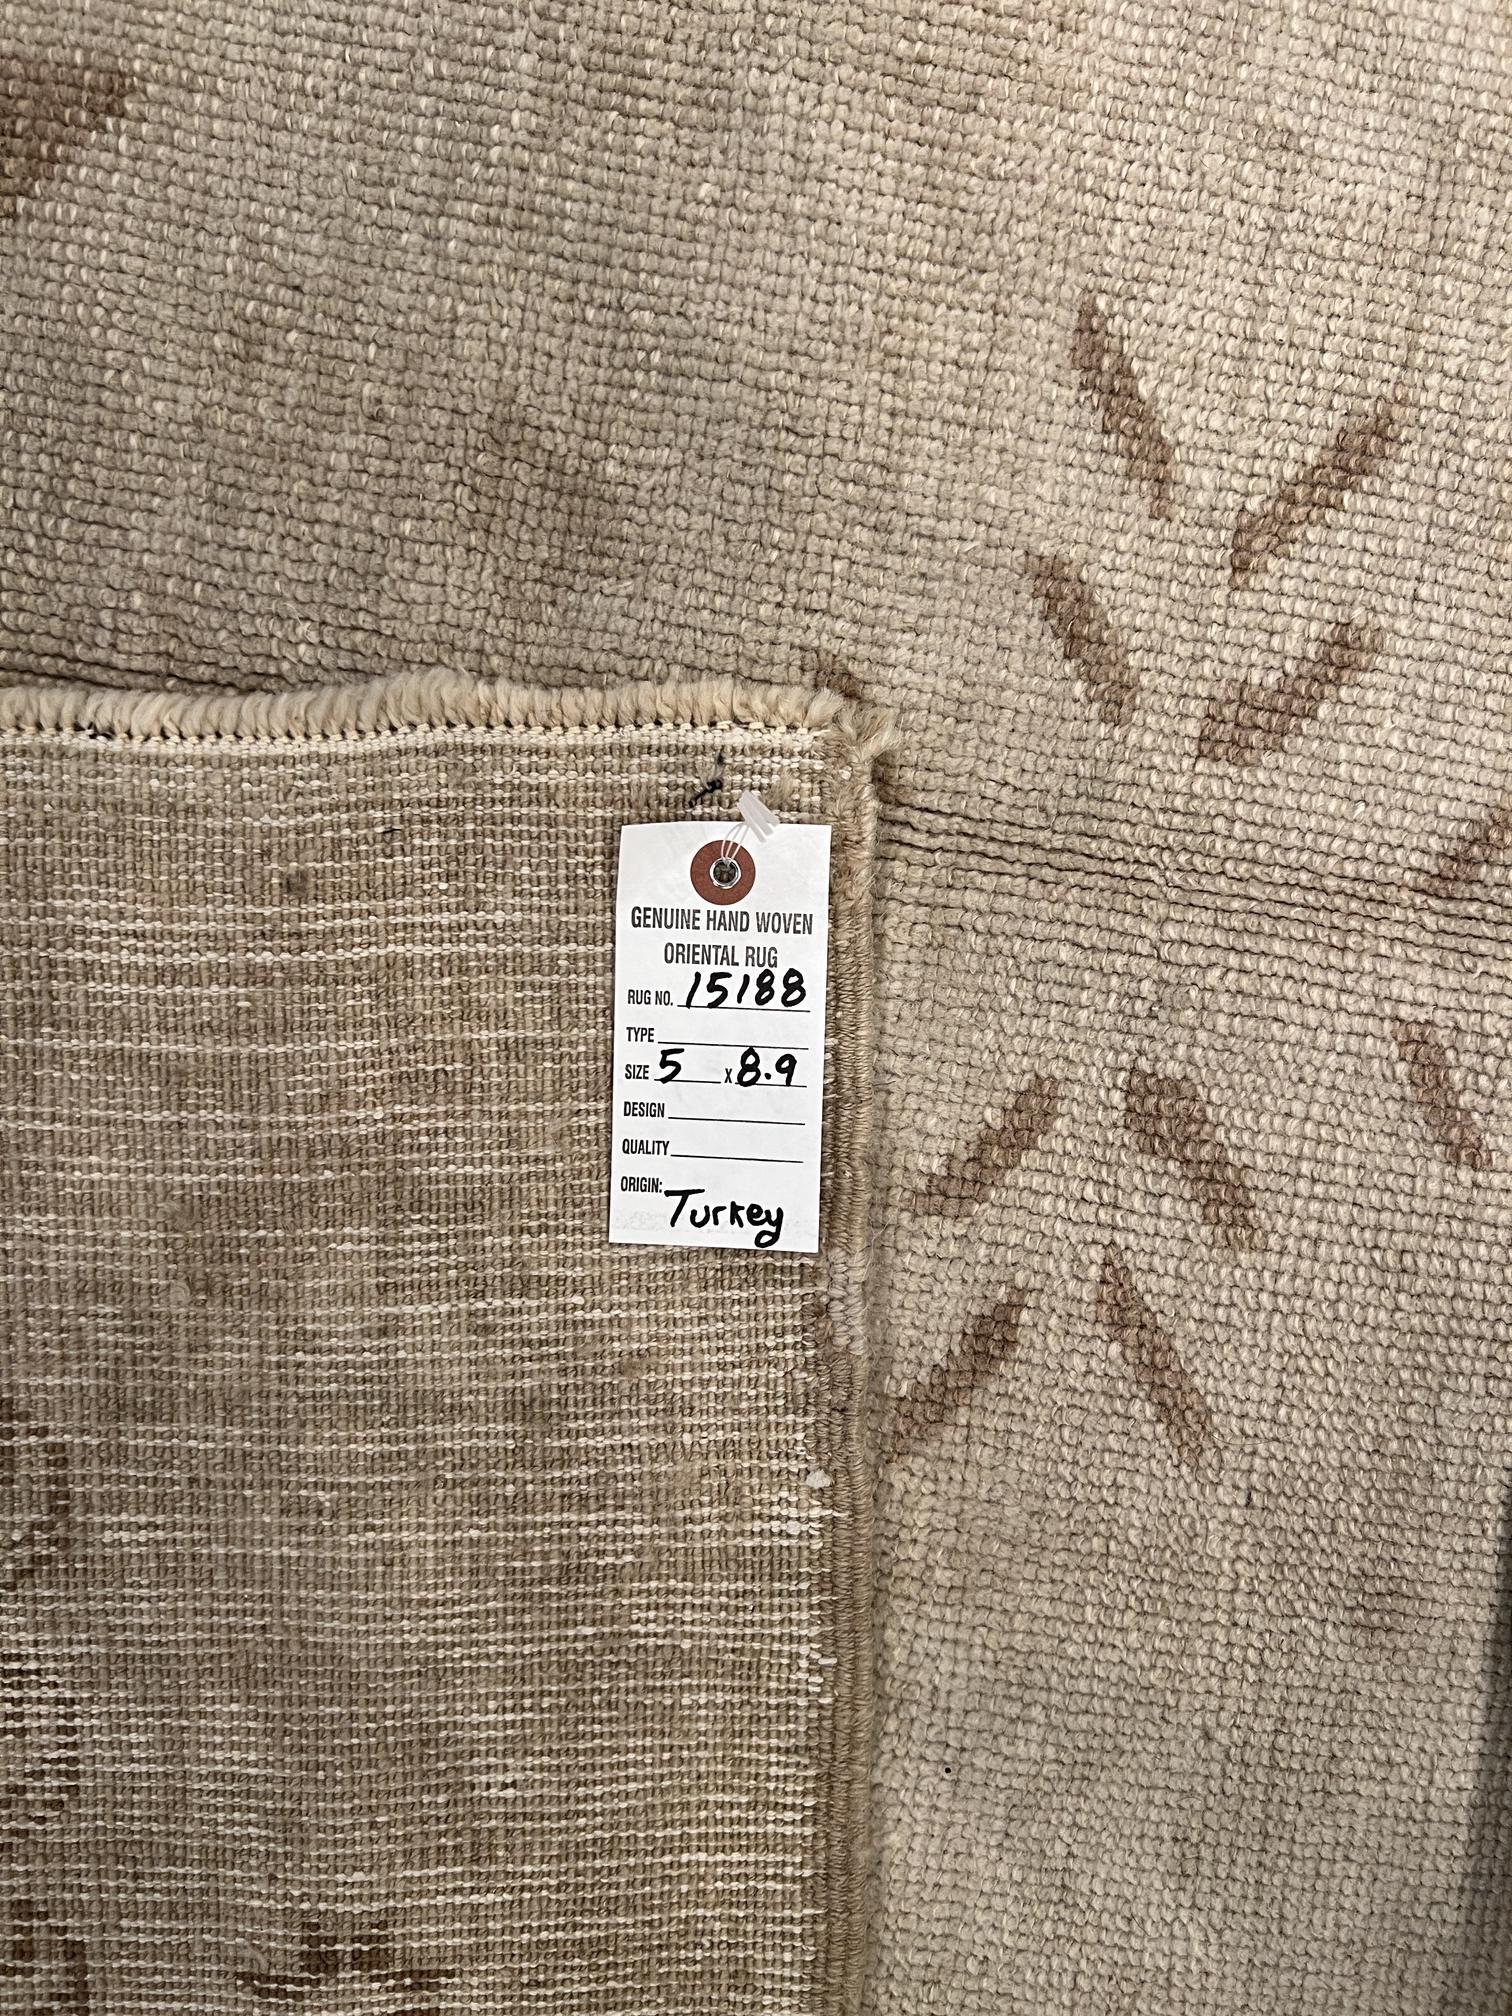 GENUINE HAND WOVEN
ORIENTAL RUG
RUG NO. 15188
TYPE
SIZE 5 x 8.9
DESIGN
QUALITY
ORIGIN: Turkey